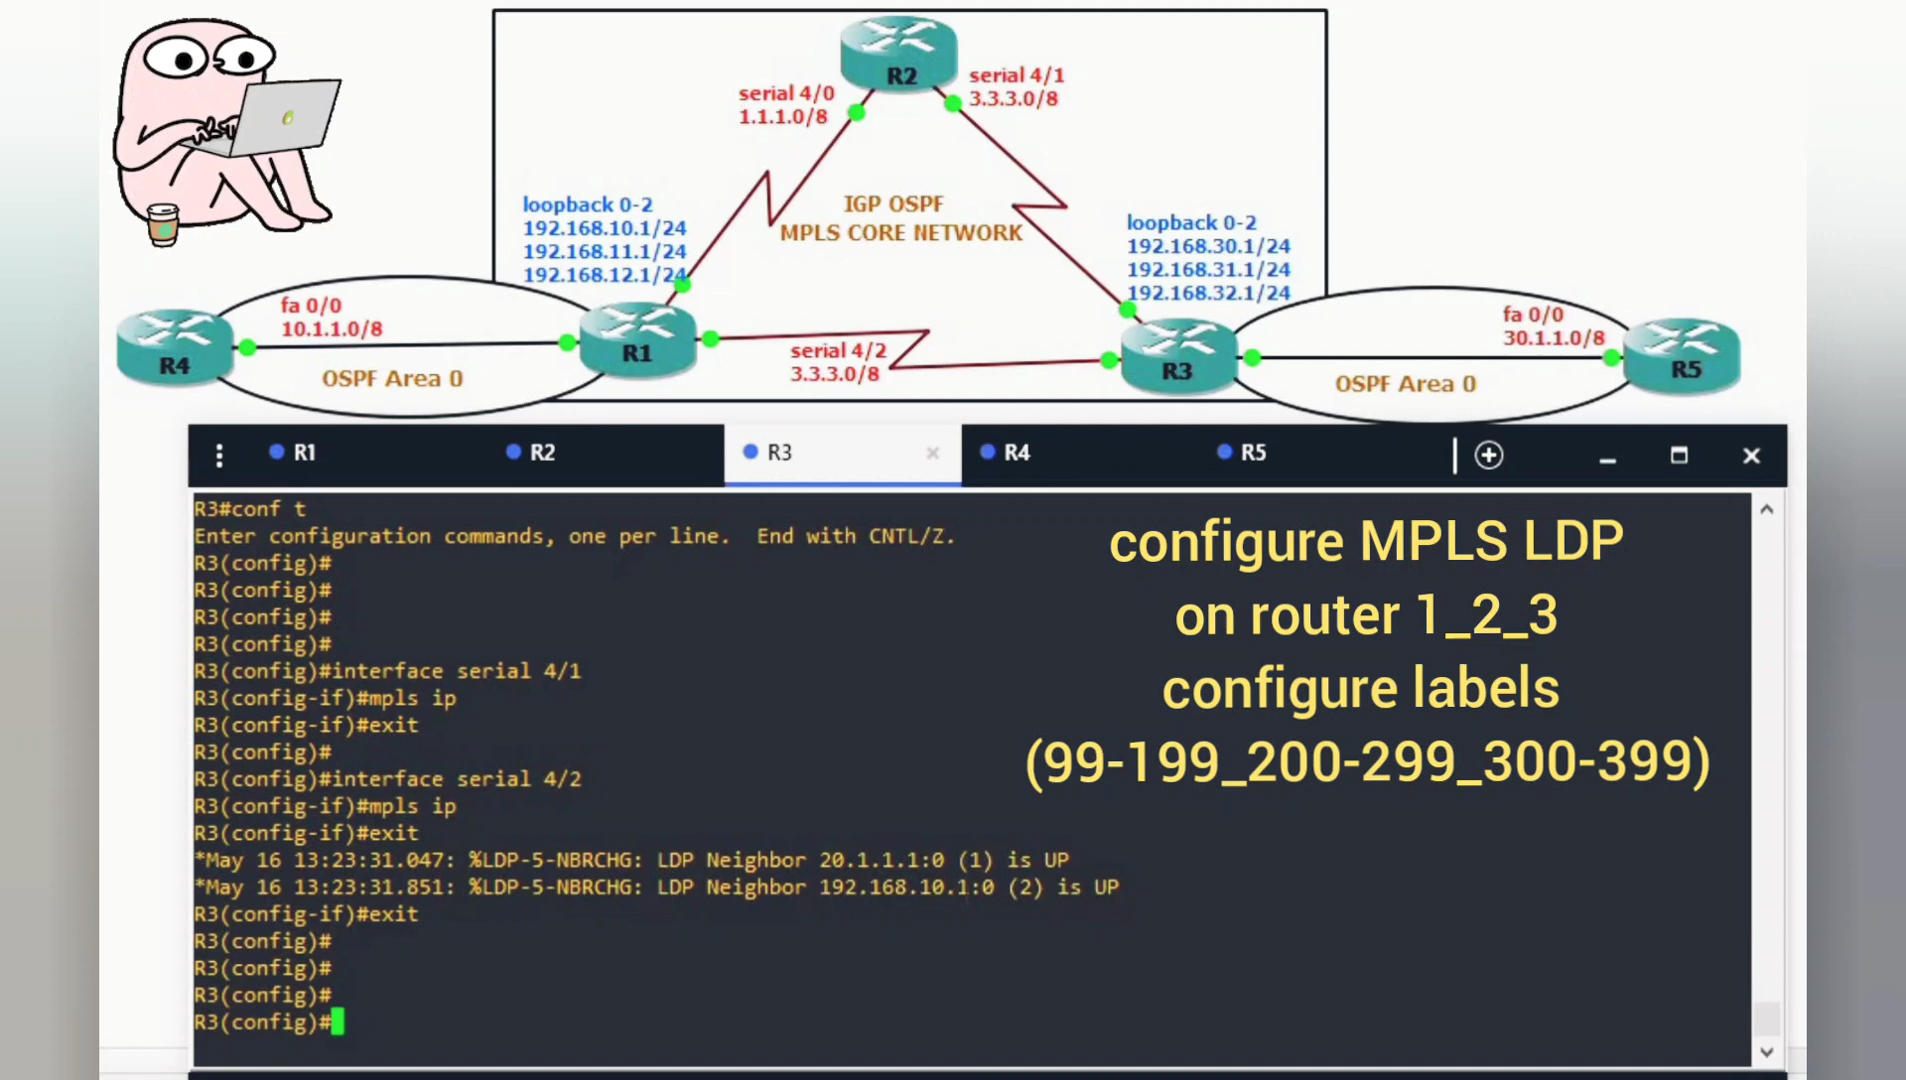 R2
serial 4/1
3.3.3.0/8
serial 4/0
1.1.1.0/8
loopback 0-2
192.168.10.1/24
192.168.11.1/24
192.168.12.1/24
IGP OSPF
MPLS CORE NETWORK
loopback 0-2
192.168.30.1/24
192.168.31.1/24
192.168.32.1/24
fa 0/0
10.1.1.0/8
R4
OSPF Area 0
R1
serial 4/2
3.3.3.0/8
R3
fa 0/0
30.1.1.0/8
OSPF Area 0
R5
R1
R2
R3
R4
R5
R3#conf t
Enter configuration commands, one per line.  End with CNTL/Z.
R3(config)#
R3(config)#
R3(config)#
R3(config)#
R3(config)#interface serial 4/1
R3(config-if)#mpls ip
R3(config-if)#exit
R3(config)#
R3(config)#interface serial 4/2
R3(config-if)#mpls ip
R3(config-if)#exit
*May 16 13:23:31.047: %LDP-5-NBRCHG: LDP Neighbor 20.1.1.1:0 (1) is UP
*May 16 13:23:31.851: %LDP-5-NBRCHG: LDP Neighbor 192.168.10.1:0 (2) is UP
R3(config-if)#exit
R3(config)#
R3(config)#
R3(config)#
R3(config)#
configure MPLS LDP
on router 1_2_3
configure labels
(99-199_200-299_300-399)